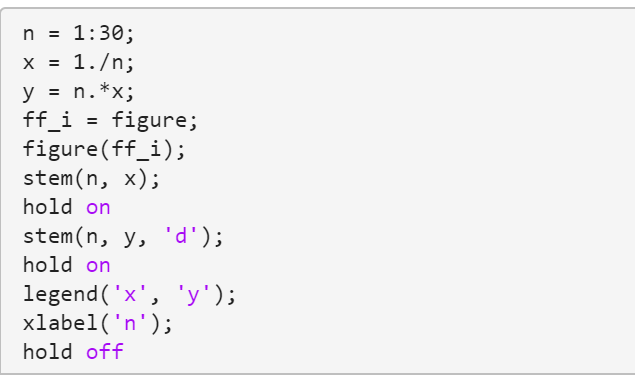 n = 1:30;
x = 1./n;
y = n.*x;
ff_i = figure;
figure(ff_i);
stem(n, x);
hold on
stem(n, y, 'd');
hold on
legend('x', 'y');
xlabel('n');
hold off